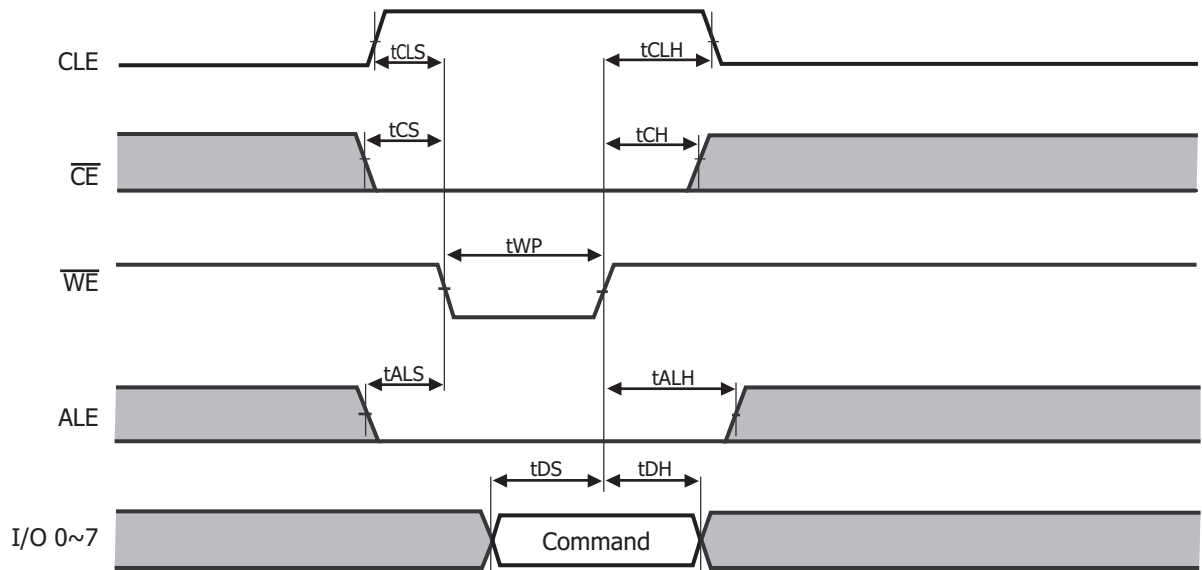 CLE
tCLS
tCLH
CE
tCS
tCH
WE
tWP
ALE
tALS
tALH
tDS
tDH
I/O 0~7
Command